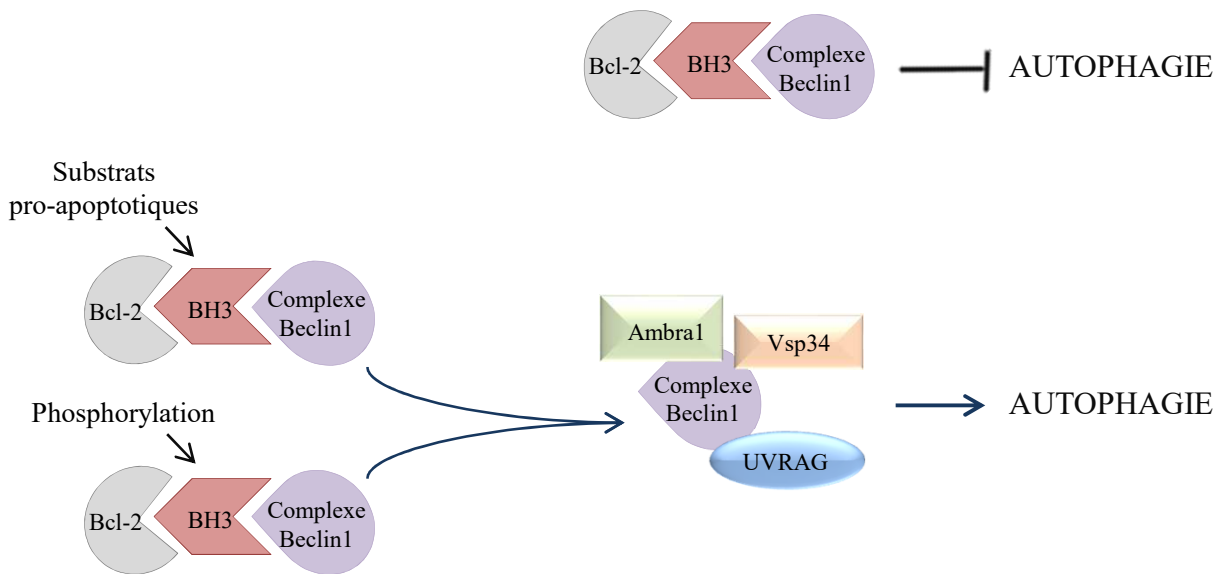 Bcl-2
BH3
Complexe
Beclin1
AUTOPHAGIE
Substrats
pro-apoptotiques
Bcl-2
BH3
Complexe
Beclin1
Phosphorylation
Bcl-2
BH3
Complexe
Beclin1
Ambra1
Vsp34
Complexe
Beclin1
UVRAG
AUTOPHAGIE